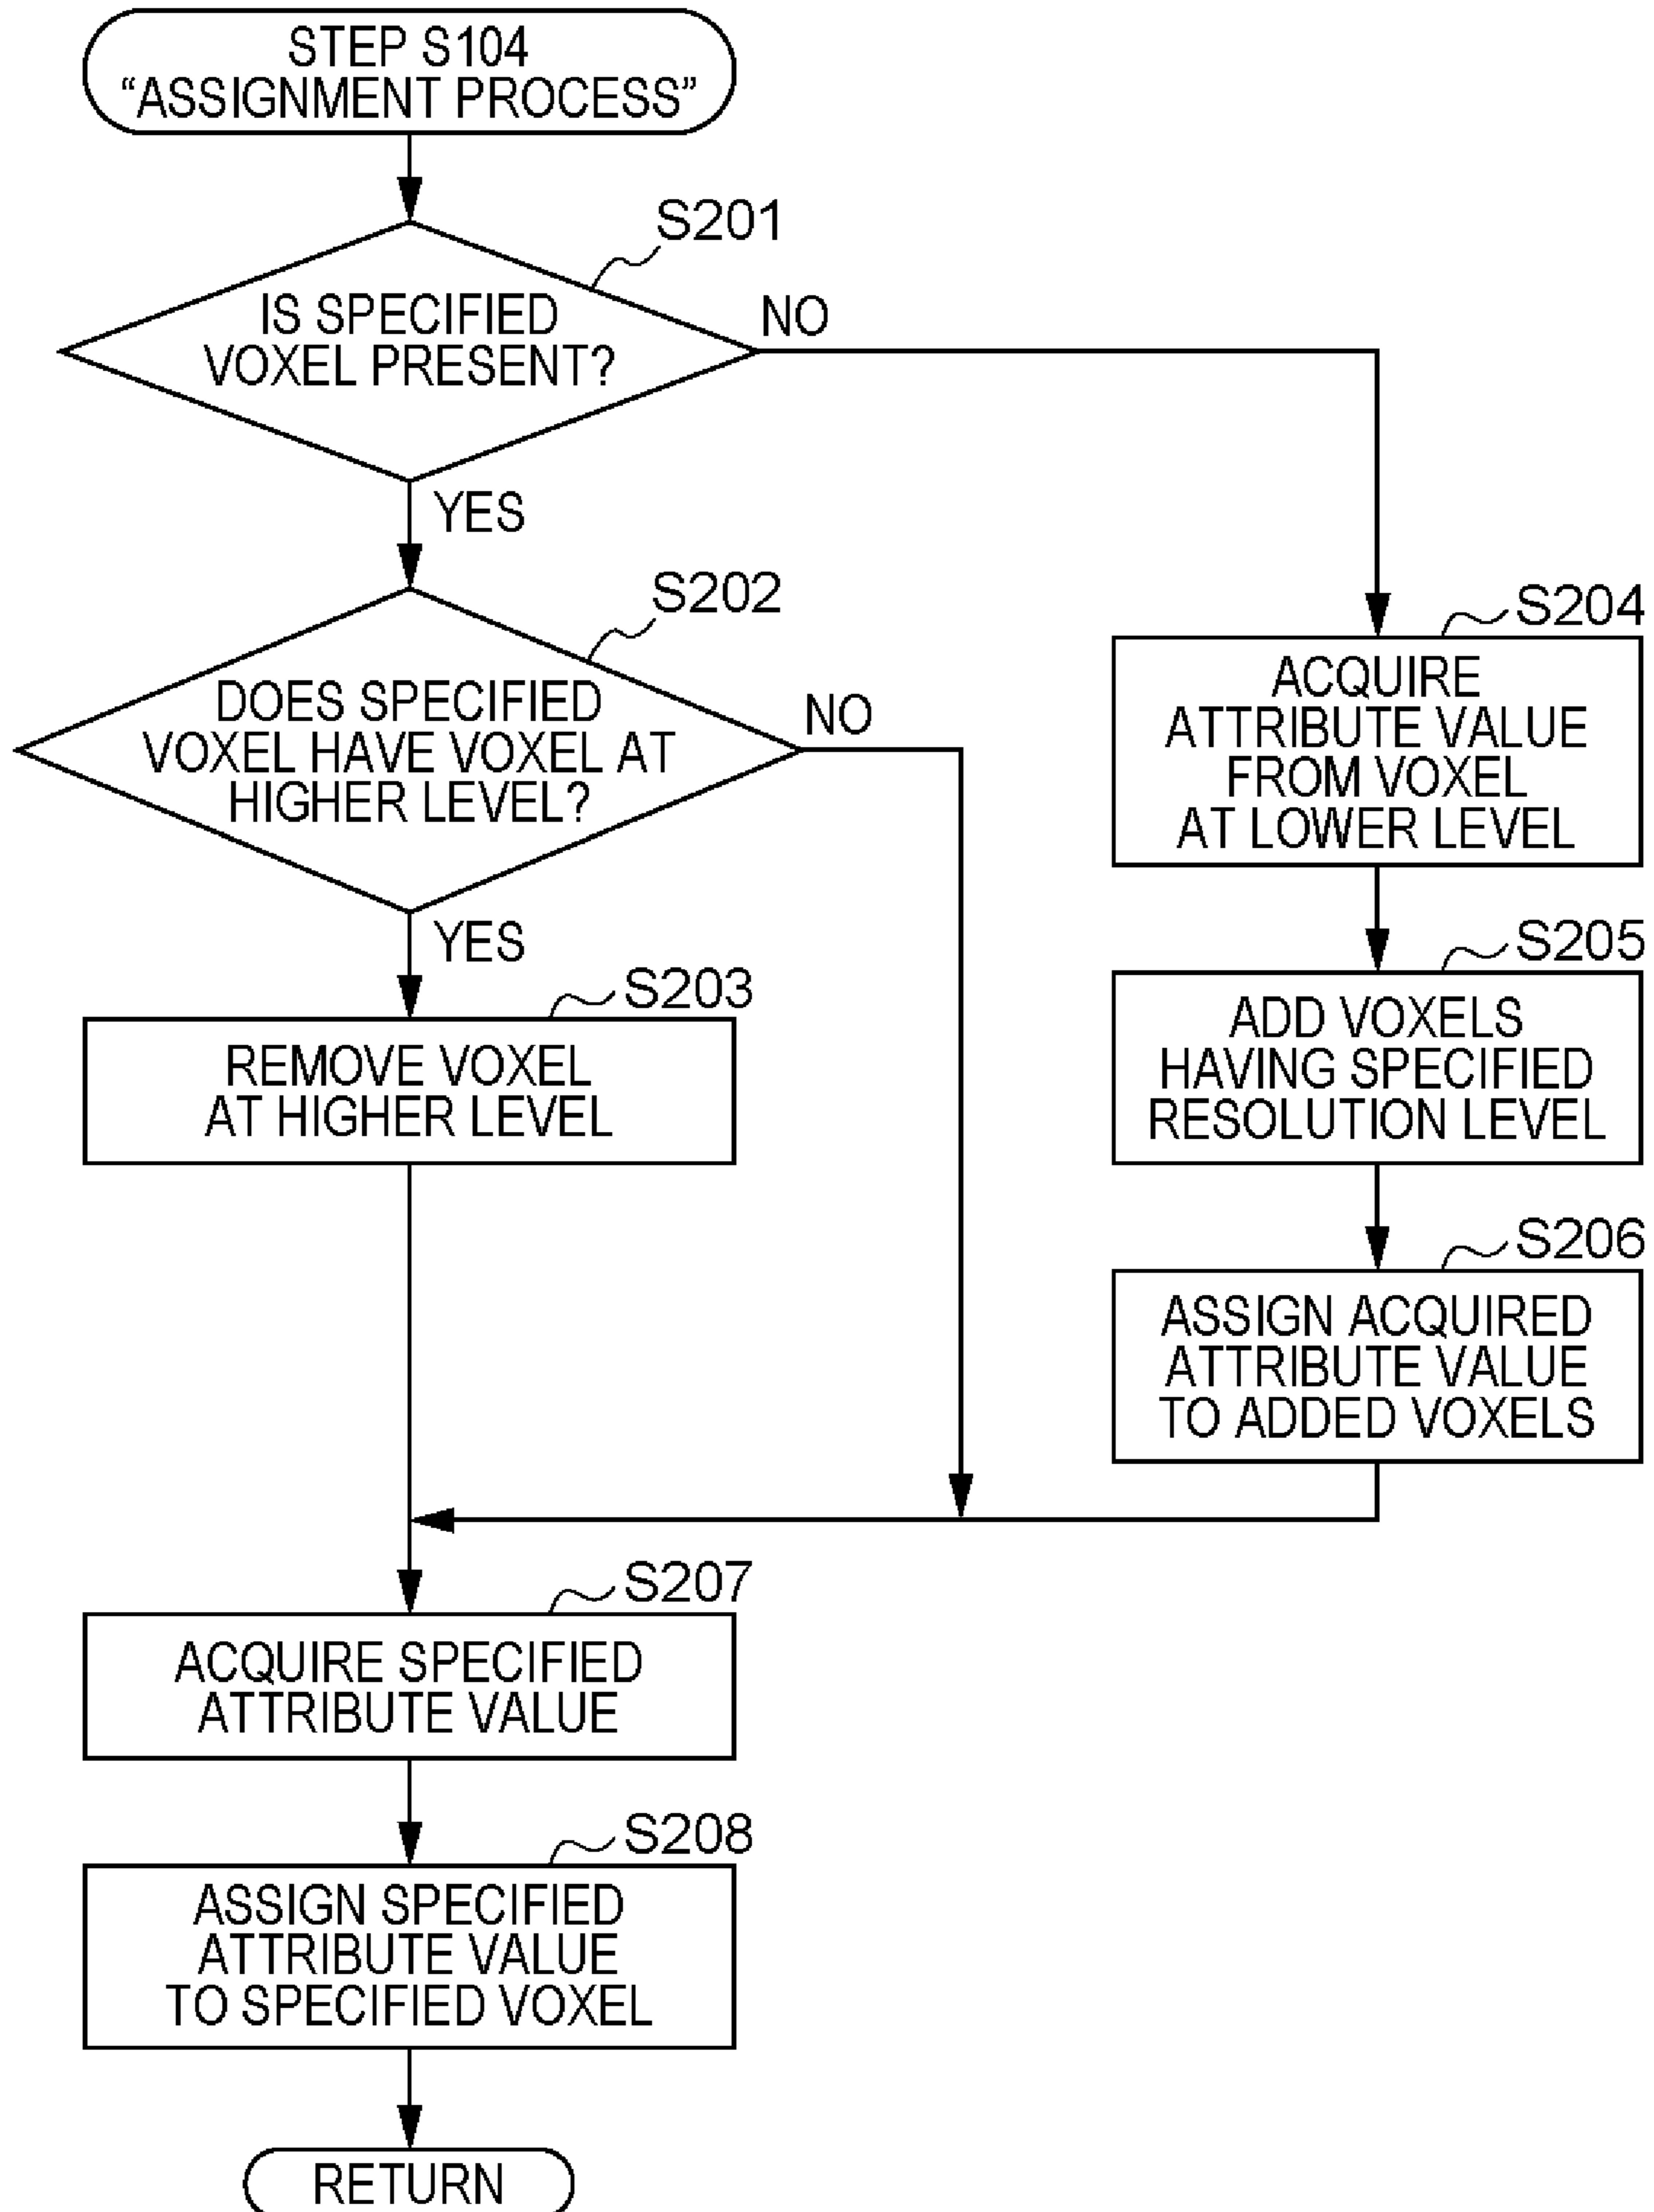 STEP S104
“ASSIGNMENT PROCESS”
S201
IS SPECIFIED
VOXEL PRESENT?
NO
YES
S202
DOES SPECIFIED
VOXEL HAVE VOXEL AT
HIGHER LEVEL?
NO
YES
S203
REMOVE VOXEL
AT HIGHER LEVEL
S204
ACQUIRE
ATTRIBUTE VALUE
FROM VOXEL
AT LOWER LEVEL
S205
ADD VOXELS
HAVING SPECIFIED
RESOLUTION LEVEL
S206
ASSIGN ACQUIRED
ATTRIBUTE VALUE
TO ADDED VOXELS
S207
ACQUIRE SPECIFIED
ATTRIBUTE VALUE
S208
ASSIGN SPECIFIED
ATTRIBUTE VALUE
TO SPECIFIED VOXEL
RETURN